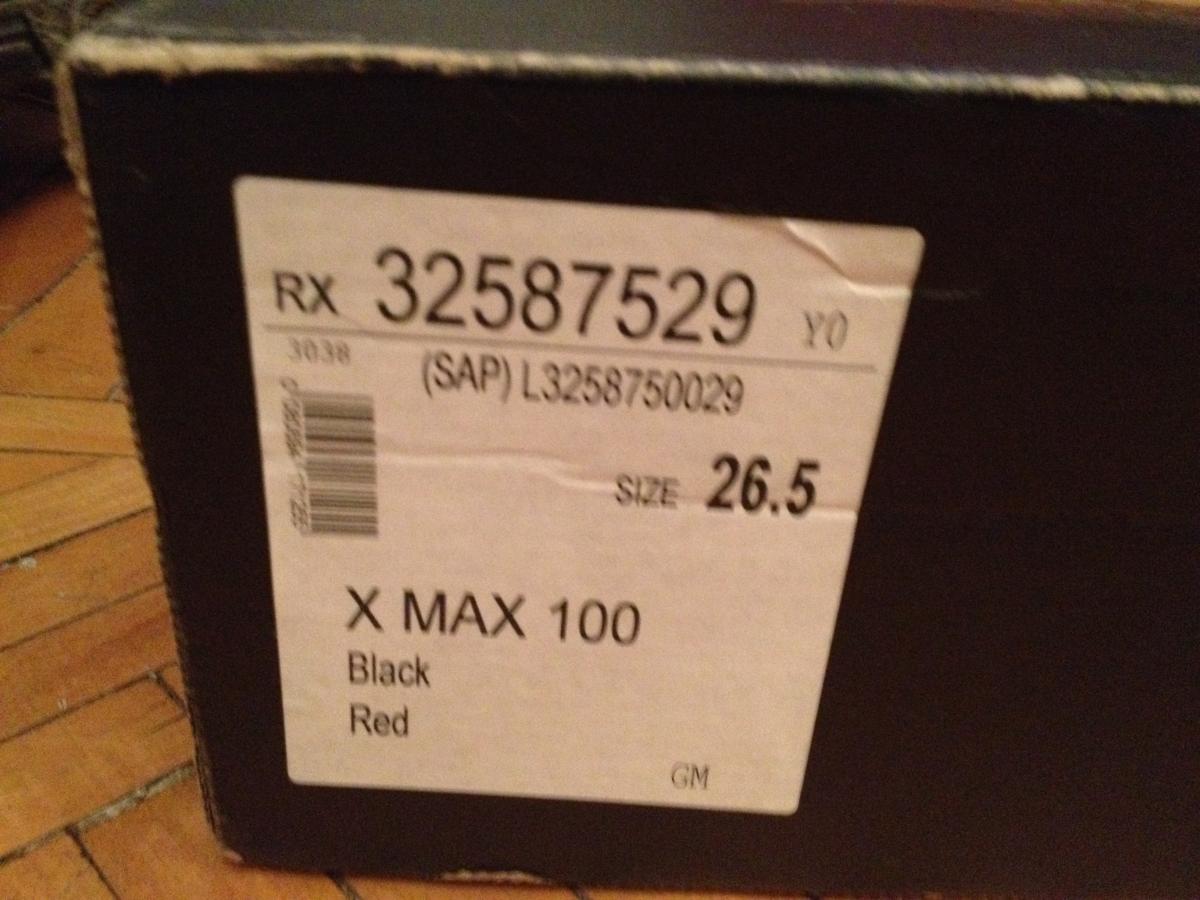 RX 32587529 Y0
3038
(SAP) L3258750029
SIZE 26.5
X MAX 100
Black
Red
GM